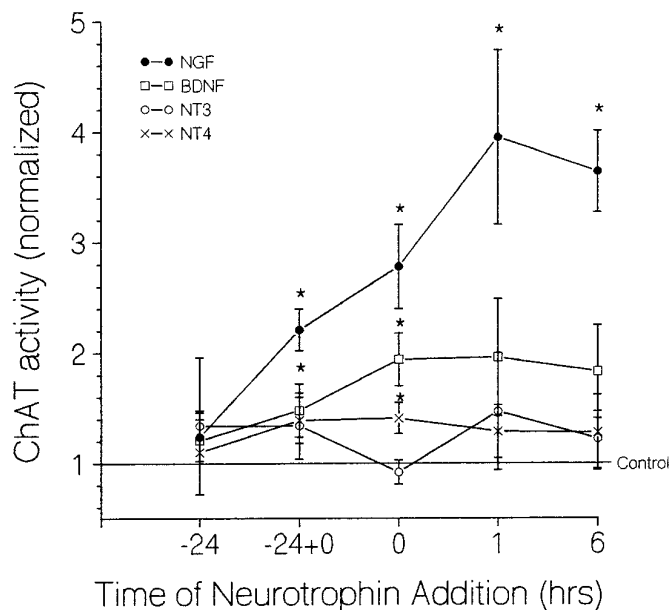 ChAT activity (normalized)
5
4
3
2
1
NGF
BDNF
NT3
NT4
*
*
*
*
*
*
*
Control
-24
-24+0
0
1
6
Time of Neurotrophin Addition (hrs)